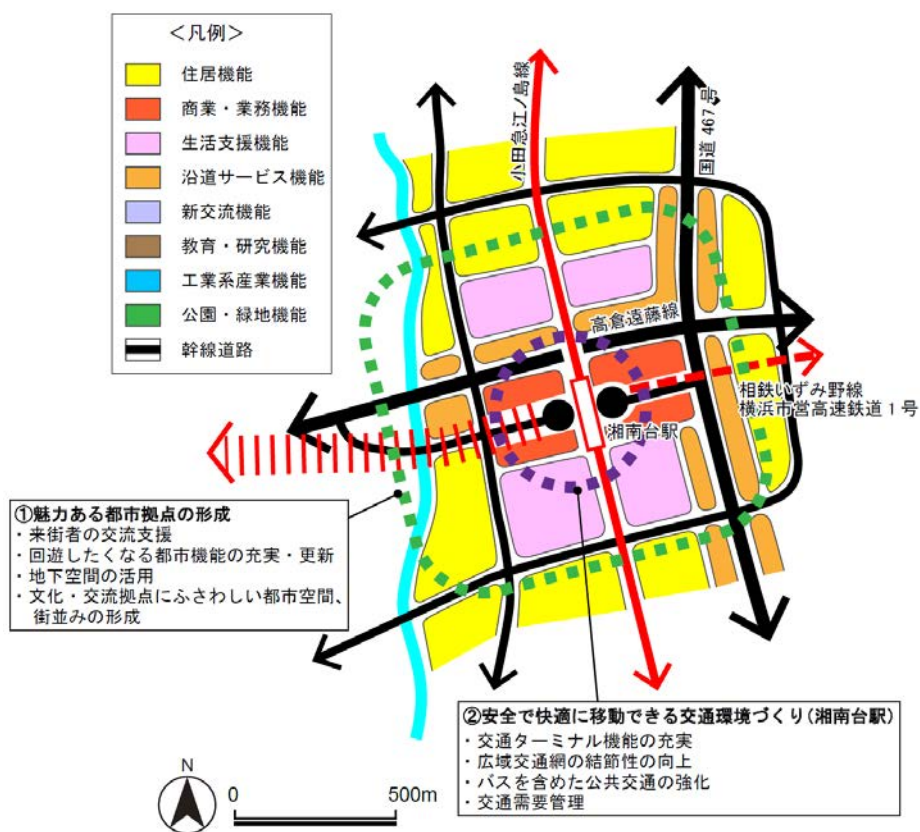 <凡例>
住居機能
商業・業務機能
生活支援機能
沿道サービス機能
新交流機能
教育・研究機能
工業系産業機能
公園・緑地機能
幹線道路
小田急江ノ島線
国道467号
高倉遠藤線
相鉄いずみ野線
横浜市営高速鉄道1号
湘南台駅
①魅力ある都市拠点の形成
・来街者の交流支援
・回遊したくなる都市機能の充実・更新
・地下空間の活用
・文化・交流拠点にふさわしい都市空間、
街並みの形成
②安全で快適に移動できる交通環境づくり(湘南台駅)
・交通ターミナル機能の充実
・広域交通網の結節性の向上
・バスを含めた公共交通の強化
・交通需要管理
N
0 500m